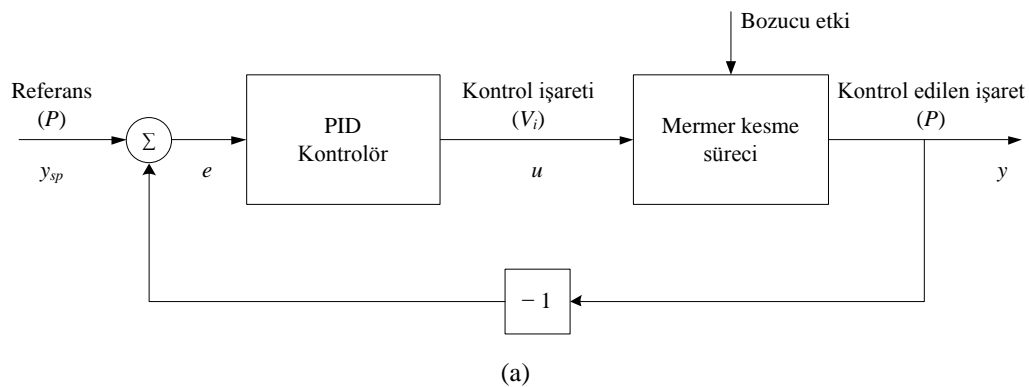 Bozucu etki
Referans
(P)
Kontrol işareti
(V_i)
Kontrol edilen işaret
(P)
Σ
PID
Kontrolör
Mermer kesme
süreci
y_sp
e
u
y
− 1
(a)